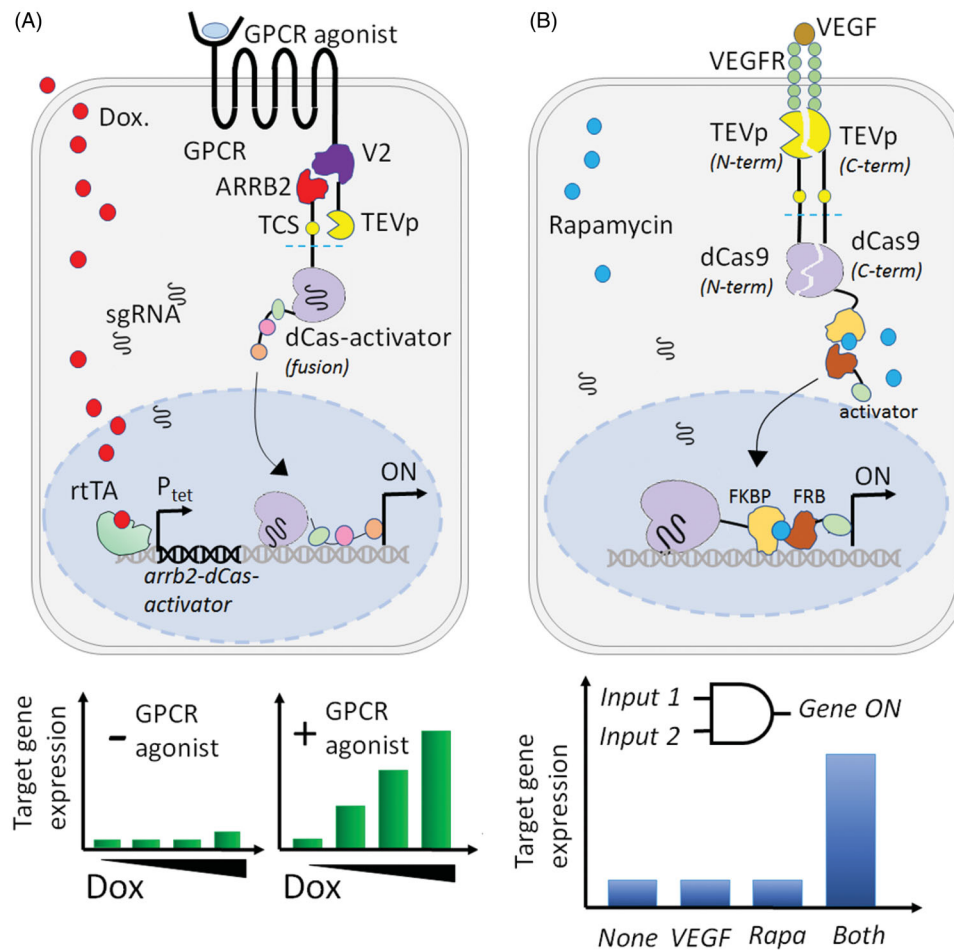 (A)
GPCR agonist
Dox.
GPCR
V2
ARRB2
TCS
TEVp
sgRNA
dCas-activator
(fusion)
rtTA
Ptet
ON
arrb2-dCas-
activator
Target gene
expression
- GPCR
agonist
+ GPCR
agonist
Dox
Dox
(B)
VEGF
VEGFR
TEVp
(N-term)
TEVp
(C-term)
Rapamycin
dCas9
(N-term)
dCas9
(C-term)
activator
FKBP
FRB
ON
Target gene
expression
Input 1
Input 2
Gene ON
None VEGF Rapa Both